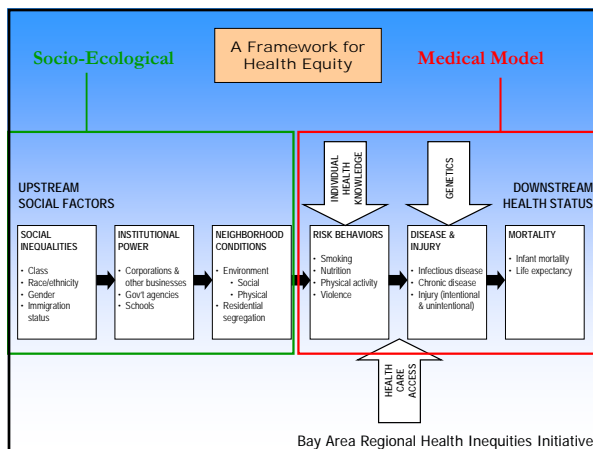 A Framework for
Health Equity
Socio-Ecological
Medical Model
UPSTREAM
SOCIAL FACTORS
INDIVIDUAL
HEALTH
KNOWLEDGE
GENETICS
DOWNSTREAM
HEALTH STATUS
SOCIAL
INEQUALITIES
• Class
• Race/ethnicity
• Gender
• Immigration
status
INSTITUTIONAL
POWER
• Corporations &
other businesses
• Gov't agencies
• Schools
NEIGHBORHOOD
CONDITIONS
• Environment
• Social
• Physical
• Residential
segregation
RISK BEHAVIORS
• Smoking
• Nutrition
• Physical activity
• Violence
DISEASE &
INJURY
• Infectious disease
• Chronic disease
• Injury (intentional
& unintentional)
MORTALITY
• Infant mortality
• Life expectancy
HEALTH
CARE
ACCESS
Bay Area Regional Health Inequities Initiative